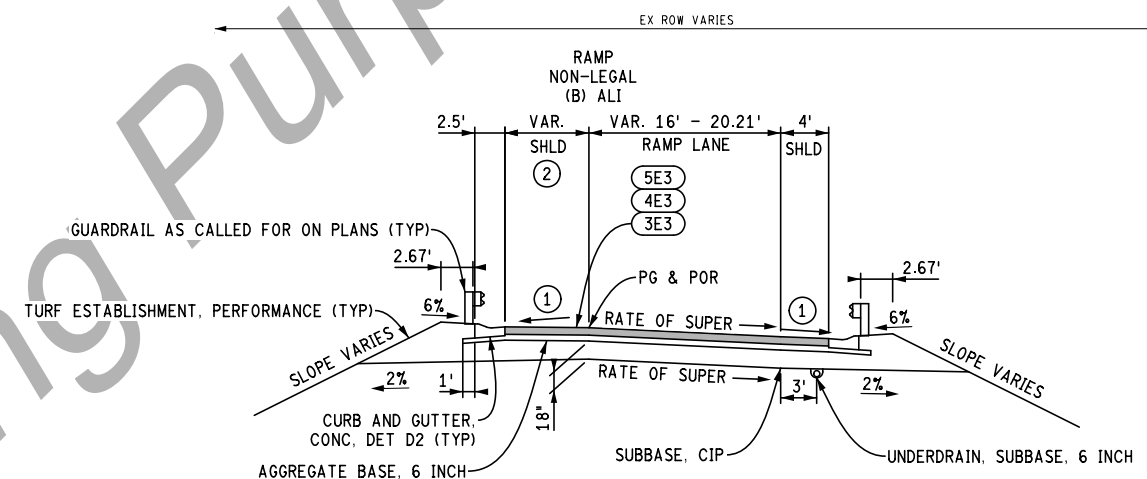 EX ROW VARIES
RAMP
NON-LEGAL
(B) ALI
2.5'
VAR.
VAR. 16' - 20.21'
4'
SHLD
RAMP LANE
SHLD
2
5E3
4E3
3E3
GUARDRAIL AS CALLED FOR ON PLANS (TYP)
2.67'
PG & POR
2.67'
TURF ESTABLISHMENT, PERFORMANCE (TYP)
6%
1
RATE OF SUPER
1
6%
SLOPE VARIES
SLOPE VARIES
2%
1'
18"
RATE OF SUPER
3'
2%
CURB AND GUTTER,
CONC, DET D2 (TYP)
SUBBASE, CIP
UNDERDRAIN, SUBBASE, 6 INCH
AGGREGATE BASE, 6 INCH
ng Purp